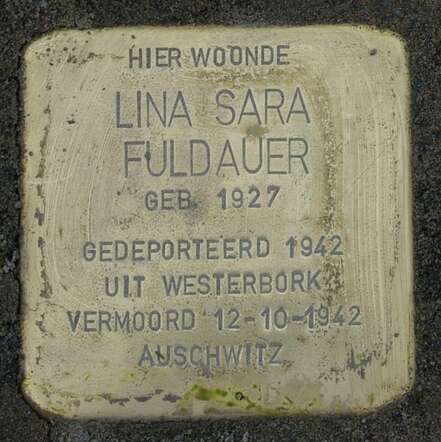 HIER WOONDE
LINA SARA
FULDAUER
GEB. 1927
GEDEPORTEERD 1942
UIT WESTERBORK
VERMOORD 12-10-1942
AUSCHWITZ